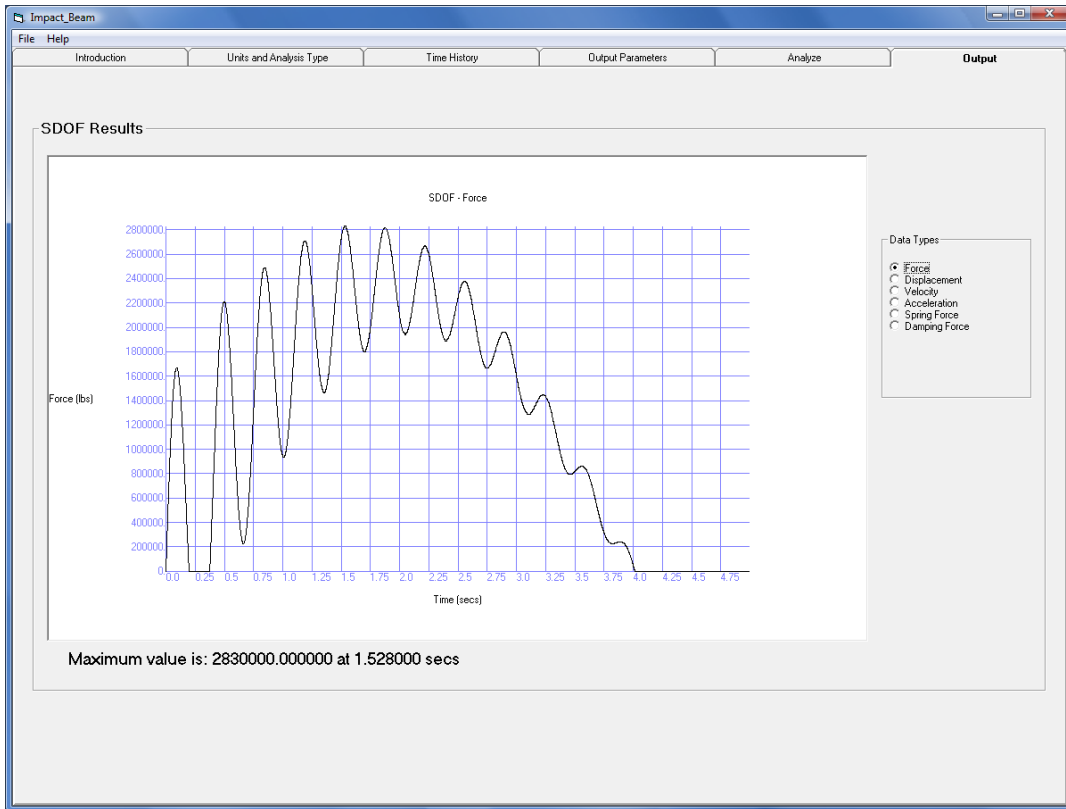 Impact_Beam
File Help
Introduction Units and Analysis Type Time History Output Parameters Analyze Output
SDOF Results
SDOF - Force
2800000.
2600000.
2400000.
2200000.
2000000.
1800000.
1600000.
1400000.
1200000.
1000000.
800000.
600000.
400000.
200000.
0
Force (lbs)
0.0 0.25 0.5 0.75 1.0 1.25 1.5 1.75 2.0 2.25 2.5 2.75 3.0 3.25 3.5 3.75 4.0 4.25 4.5 4.75
Time (secs)
Data Types
Force
Displacement
Velocity
Acceleration
Spring Force
Damping Force
Maximum value is: 2830000.000000 at 1.528000 secs